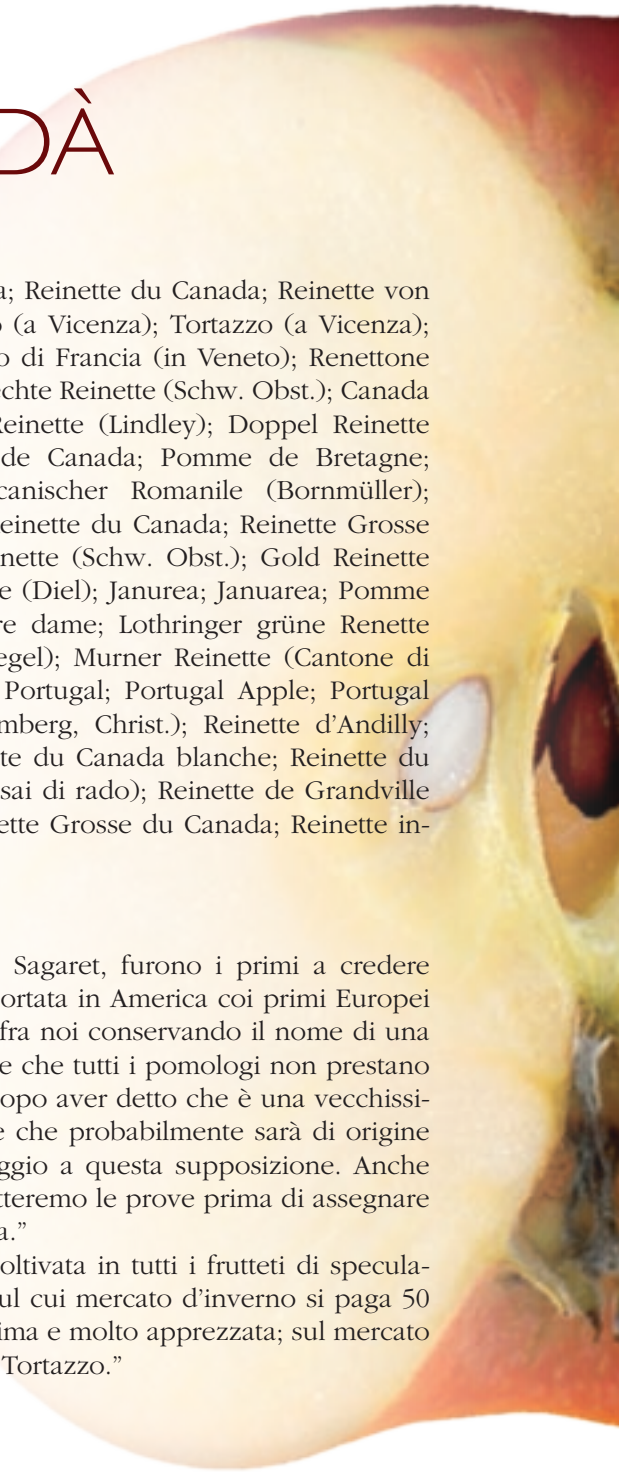 DÀ
a; Reinette du Canada; Reinette von
o (a Vicenza); Tortazzo (a Vicenza);
o di Francia (in Veneto); Renettone
echte Reinette (Schw. Obst.); Canada
Reinette (Lindley); Doppel Reinette
de Canada; Pomme de Bretagne;
canischer Romanile (Bornmüller);
Reinette du Canada; Reinette Grosse
nette (Schw. Obst.); Gold Reinette
e (Diel); Janurea; Januarea; Pomme
re dame; Lothringer grüne Renette
egel); Murner Reinette (Cantone di
Portugal; Portugal Apple; Portugal
mberg, Christ.); Reinette d'Andilly;
te du Canada blanche; Reinette du
sai di rado); Reinette de Grandville
ette Grosse du Canada; Reinette in-
Sagaret, furono i primi a credere
ortata in America coi primi Europei
fra noi conservando il nome di una
e che tutti i pomologi non prestano
opo aver detto che è una vecchissi-
e che probabilmente sarà di origine
ggio a questa supposizione. Anche
tteremo le prove prima di assegnare
a.”
oltivata in tutti i frutteti di specula-
ul cui mercato d'inverno si paga 50
ima e molto apprezzata; sul mercato
Tortazzo.”